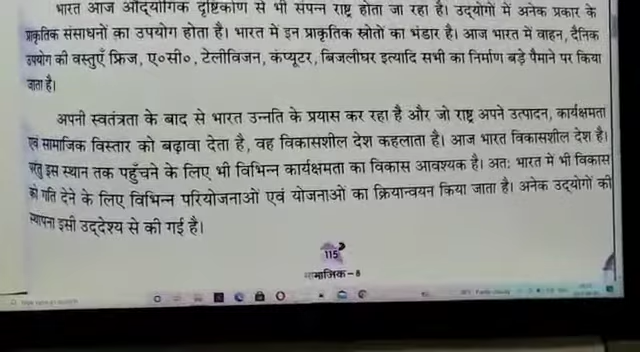 भारत आज औद्योगिक दृष्टिकोण से भी संपन्न राष्ट्र होता जा रहा है। उद्योगों में अनेक प्रकार के
प्राकृतिक संसाधनों का उपयोग होता है। भारत में इन प्राकृतिक स्रोतों का भंडार है। आज भारत में वाहन, दैनिक
उपयोग की वस्तुएँ फ्रिज, ए०सी०, टेलीविजन, कंप्यूटर, बिजलीघर इत्यादि सभी का निर्माण बड़े पैमाने पर किया
जाता है।
अपनी स्वतंत्रता के बाद से भारत उन्नति के प्रयास कर रहा है और जो राष्ट्र अपने उत्पादन, कार्यक्षमता
एवं सामाजिक विस्तार को बढ़ावा देता है, वह विकासशील देश कहलाता है। आज भारत विकासशील देश है।
परंतु इस स्थान तक पहुँचने के लिए भी विभिन्न कार्यक्षमता का विकास आवश्यक है। अतः भारत में भी विकास
को गति देने के लिए विभिन्न परियोजनाओं एवं योजनाओं का क्रियान्वयन किया जाता है। अनेक उद्योगों की
स्थापना इसी उद्देश्य से की गई है।
115
सामाजिक-8